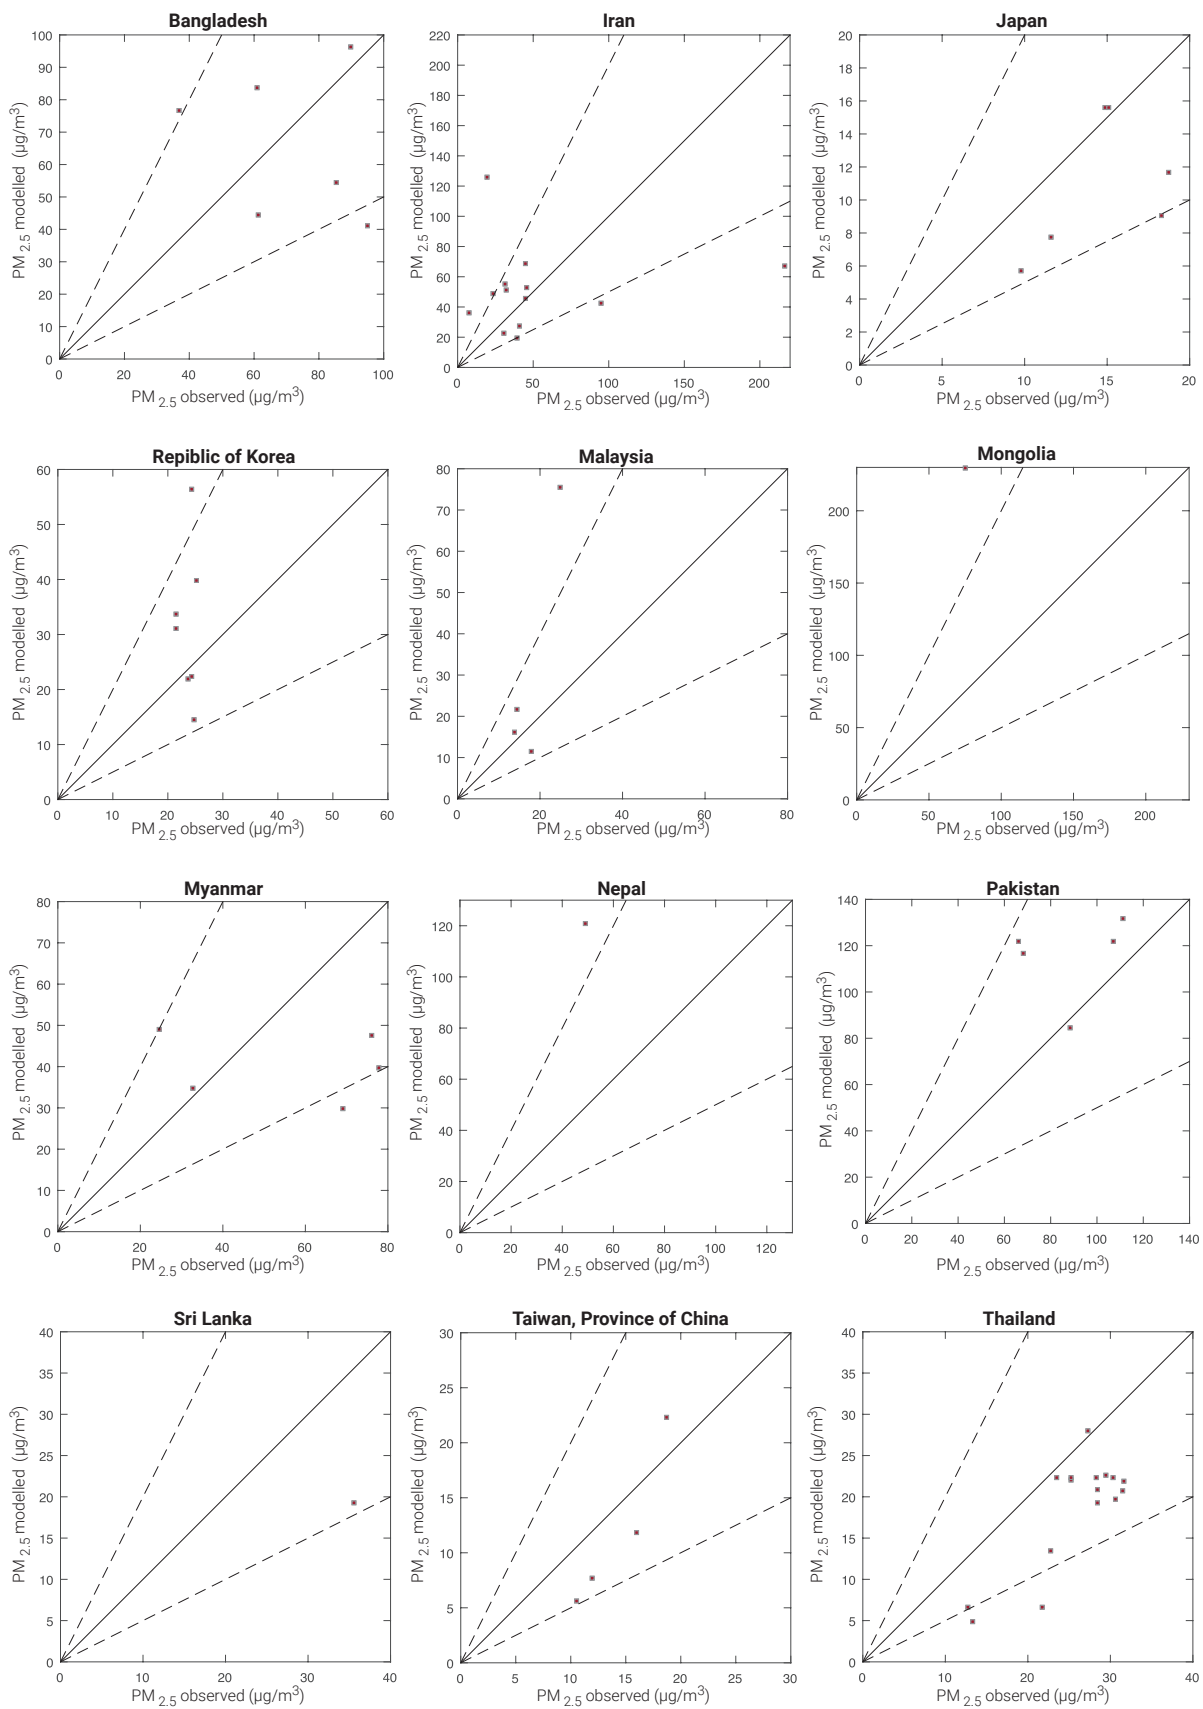 Bangladesh
PM 2.5 modelled (µg/m³)
100
90
80
70
60
50
40
30
20
10
0
0 20 40 60 80 100
PM 2.5 observed (µg/m³)
Iran
PM 2.5 modelled (µg/m³)
220
200
180
160
140
120
100
80
60
40
20
0
0 50 100 150 200
PM 2.5 observed (µg/m³)
Japan
PM 2.5 modelled (µg/m³)
20
18
16
14
12
10
8
6
4
2
0
0 5 10 15 20
PM 2.5 observed (µg/m³)
Repiblic of Korea
PM 2.5 modelled (µg/m³)
60
50
40
30
20
10
0
0 10 20 30 40 50 60
PM 2.5 observed (µg/m³)
Malaysia
PM 2.5 modelled (µg/m³)
80
70
60
50
40
30
20
10
0
0 20 40 60 80
PM 2.5 observed (µg/m³)
Mongolia
PM 2.5 modelled (µg/m³)
200
150
100
50
0
0 50 100 150 200
PM 2.5 observed (µg/m³)
Myanmar
PM 2.5 modelled (µg/m³)
80
70
60
50
40
30
20
10
0
0 20 40 60 80
PM 2.5 observed (µg/m³)
Nepal
PM 2.5 modelled (µg/m³)
120
100
80
60
40
20
0
0 20 40 60 80 100 120
PM 2.5 observed (µg/m³)
Pakistan
PM 2.5 modelled (µg/m³)
140
120
100
80
60
40
20
0
0 20 40 60 80 100 120 140
PM 2.5 observed (µg/m³)
Sri Lanka
PM 2.5 modelled (µg/m³)
40
35
30
25
20
15
10
5
0
0 10 20 30 40
PM 2.5 observed (µg/m³)
Taiwan, Province of China
PM 2.5 modelled (µg/m³)
30
25
20
15
10
5
0
0 5 10 15 20 25 30
PM 2.5 observed (µg/m³)
Thailand
PM 2.5 modelled (µg/m³)
40
35
30
25
20
15
10
5
0
0 10 20 30 40
PM 2.5 observed (µg/m³)